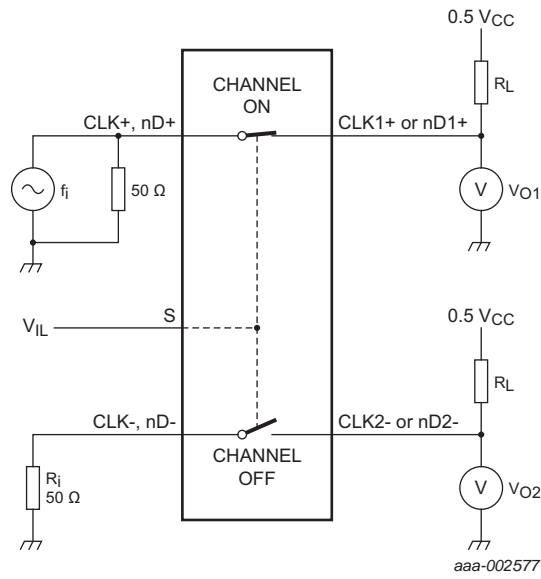 0.5 VCC
CHANNEL
ON
RL
CLK+, nD+
CLK1+ or nD1+
fi
50 Ω
V
VO1
S
VIL
0.5 VCC
RL
CLK-, nD-
CLK2- or nD2-
CHANNEL
OFF
Ri
50 Ω
V
VO2
aaa-002577